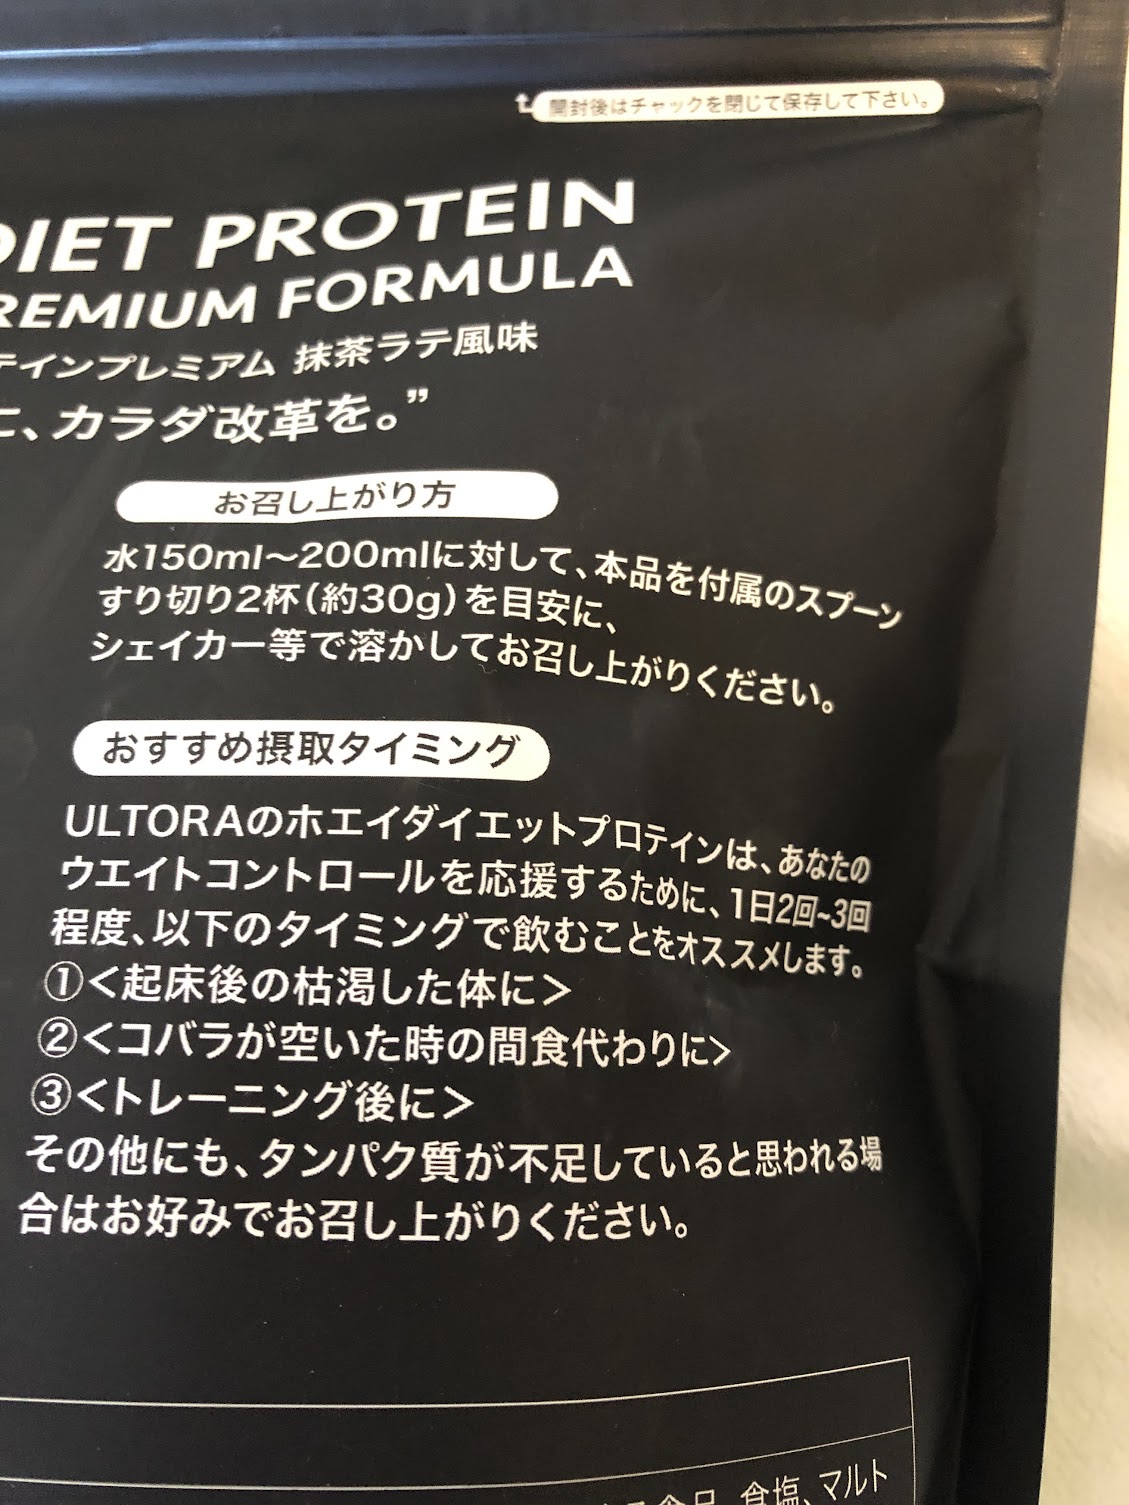 開封後はチャックを閉じて保存して下さい。
DIET PROTEIN
REMIUM FORMULA
テインプレミアム 抹茶ラテ風味
に、カラダ改革を。”
お召し上がり方
水150ml〜200mlに対して、本品を付属のスプーン
すり切り2杯(約30g)を目安に、
シェイカー等で溶かしてお召し上がりください。
おすすめ摂取タイミング
ULTORAのホエイダイエットプロテインは、あなたの
ウエイトコントロールを応援するために、1日2回~3回
程度、以下のタイミングで飲むことをオススメします。
①<起床後の枯渇した体に>
②<コバラが空いた時の間食代わりに>
③<トレーニング後に>
その他にも、タンパク質が不足していると思われる場
合はお好みでお召し上がりください。
食塩、マルト